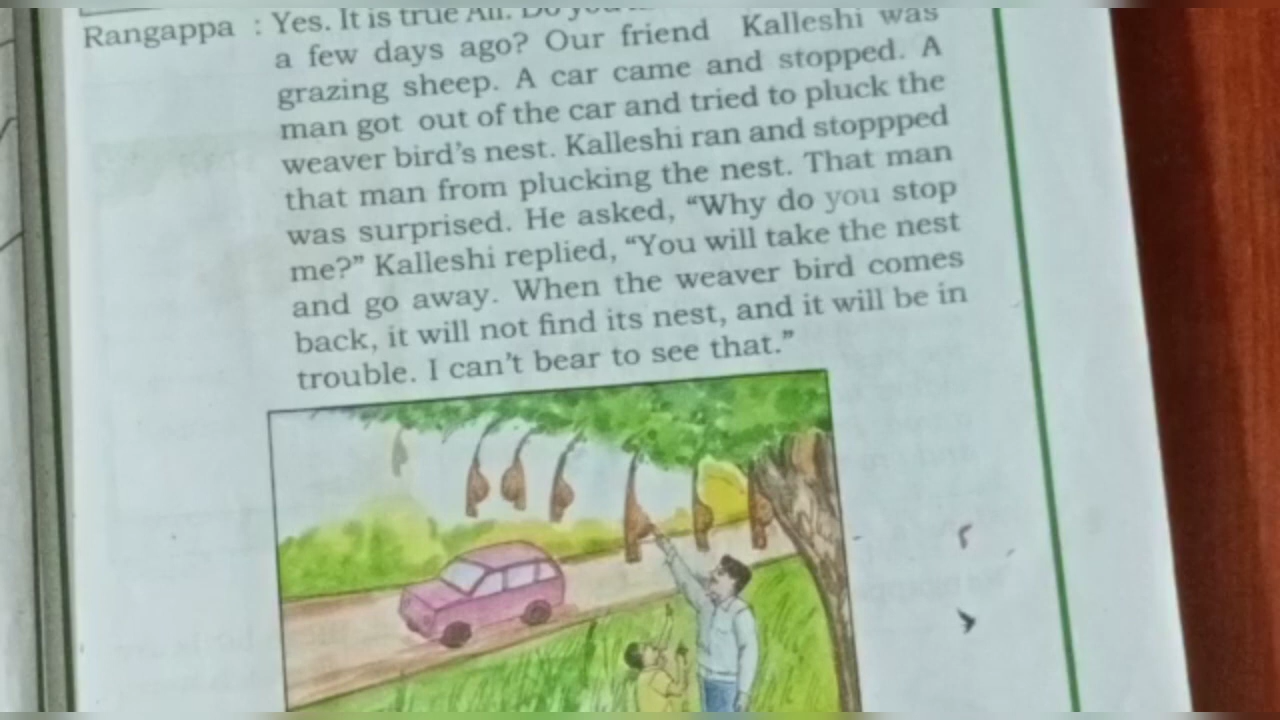 Rangappa : Yes. It is true Ali. Do you
a few days ago? Our friend Kalleshi was
grazing sheep. A car came and stopped. A
man got out of the car and tried to pluck the
weaver bird's nest. Kalleshi ran and stoppped
that man from plucking the nest. That man
was surprised. He asked, "Why do you stop
me?" Kalleshi replied, "You will take the nest
and go away. When the weaver bird comes
back, it will not find its nest, and it will be in
trouble. I can't bear to see that."